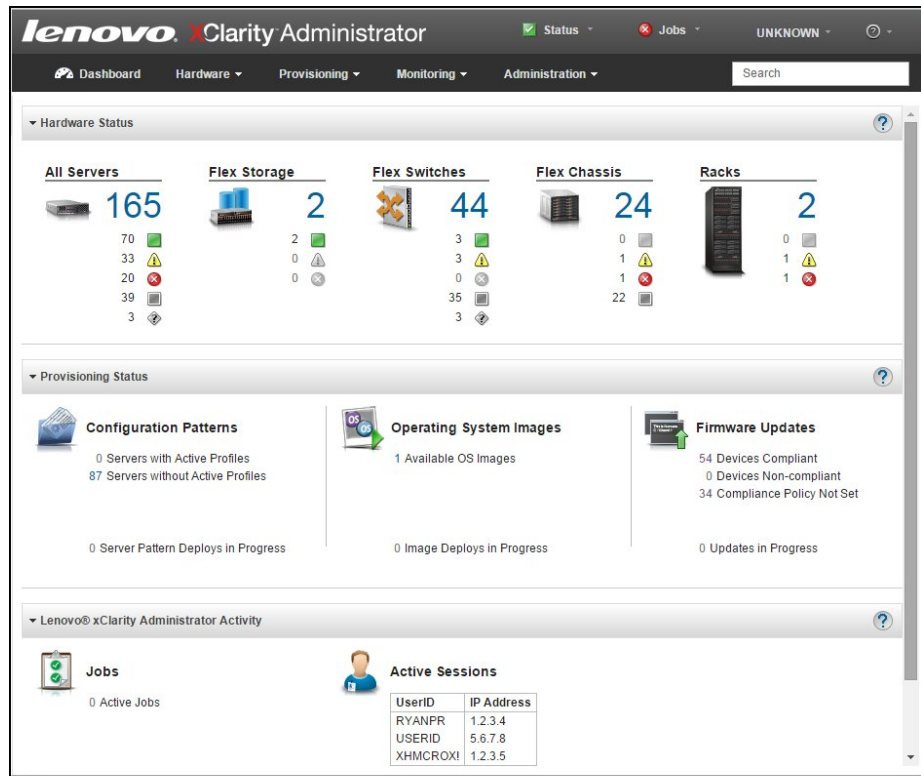 lenovo. XClarity Administrator
Status
Jobs
UNKNOWN
Dashboard
Hardware
Provisioning
Monitoring
Administration
Search
Hardware Status
All Servers
165
70
33
20
39
3
Flex Storage
2
2
0
0
Flex Switches
44
3
3
0
35
3
Flex Chassis
24
0
1
1
22
Racks
2
0
1
1
Provisioning Status
Configuration Patterns
0 Servers with Active Profiles
87 Servers without Active Profiles
0 Server Pattern Deploys in Progress
OS
OS
Operating System Images
1 Available OS Images
0 Image Deploys in Progress
Firmware Updates
54 Devices Compliant
0 Devices Non-compliant
34 Compliance Policy Not Set
0 Updates in Progress
Lenovo® xClarity Administrator Activity
Jobs
0 Active Jobs
Active Sessions
UserID IP Address
RYANPR 1.2.3.4
USERID 5.6.7.8
XHMCROX! 1.2.3.5